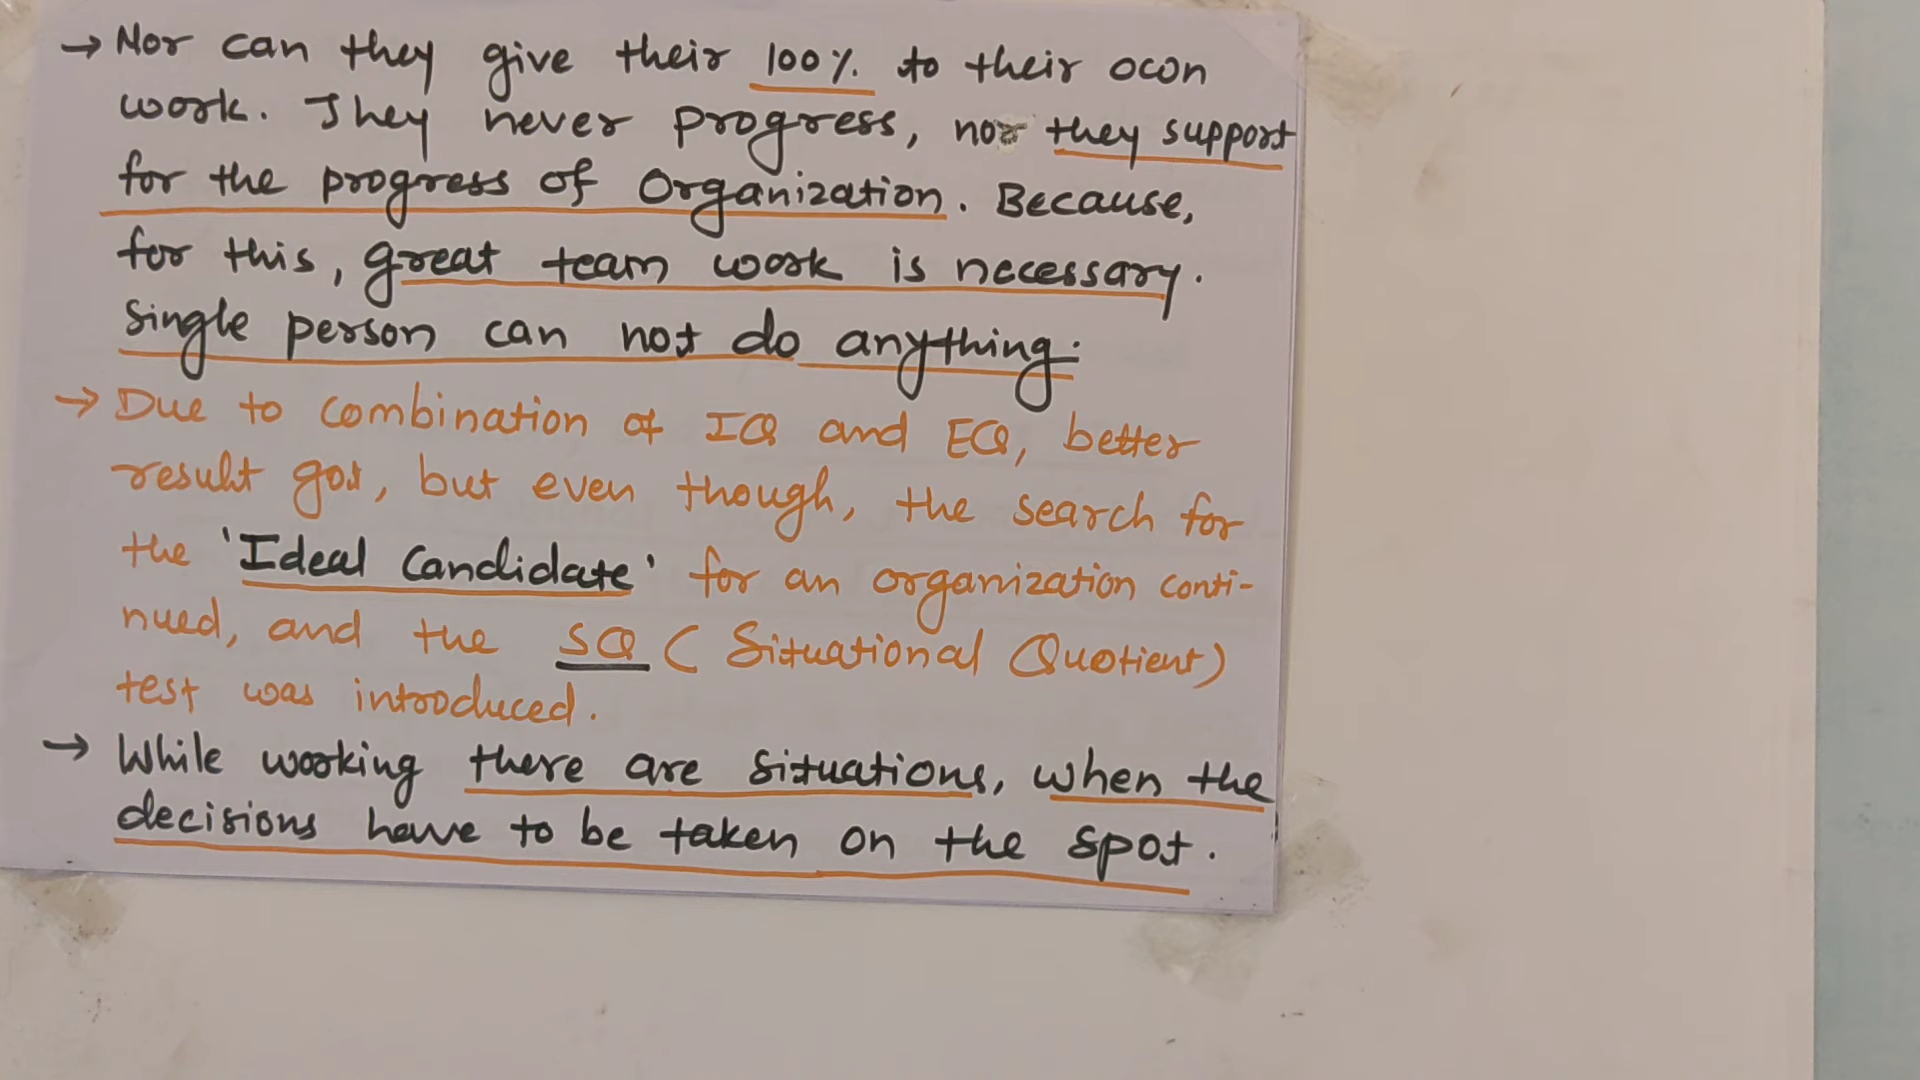 → Nor can they give their 100% to their own
work. They never progress, nor they support
for the progress of Organization. Because,
for this, great team work is necessary.
Single person can not do anything.
→ Due to combination of IQ and EQ, better
result got, but even though, the search for
the 'Ideal Candidate' for an organization conti-
nued, and the SQ (Situational Quotient)
test was introduced.
→ While working there are situations, when the
decisions have to be taken on the spot.